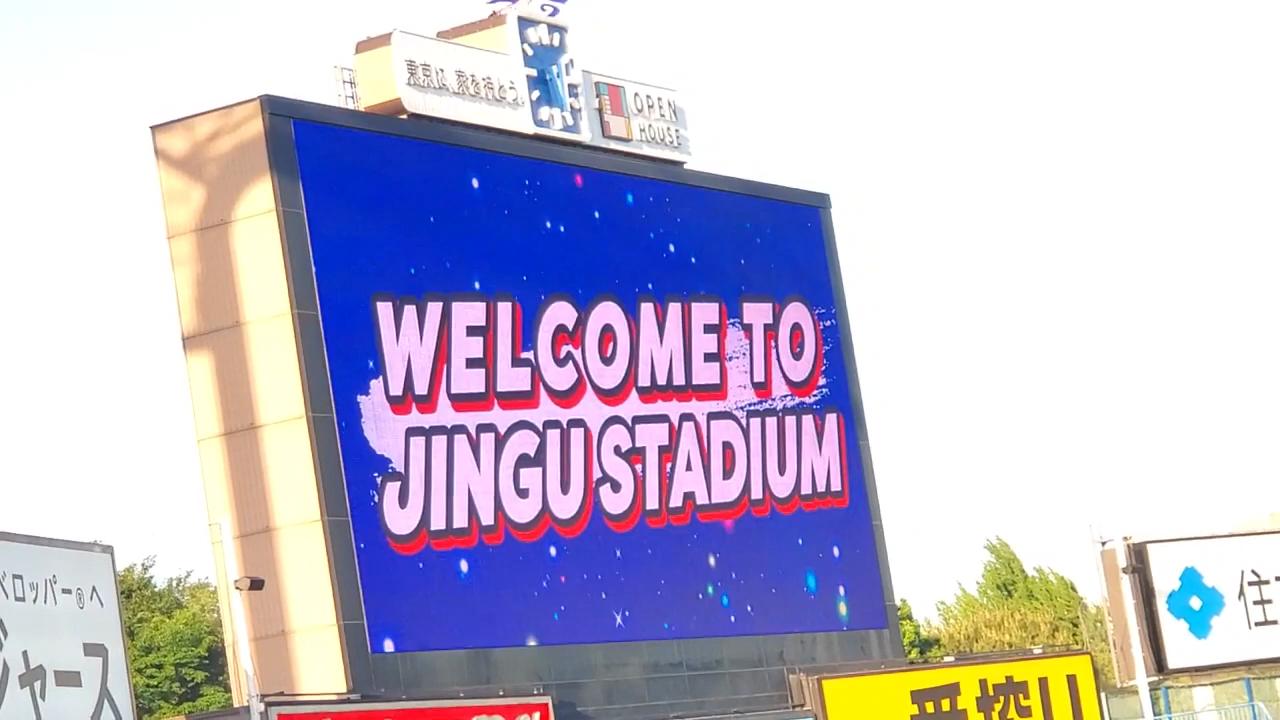 東京に、家を持とう。
OPEN
HOUSE
WELCOME TO
JINGU STADIUM
ベロッパー®へ
ジャース
住